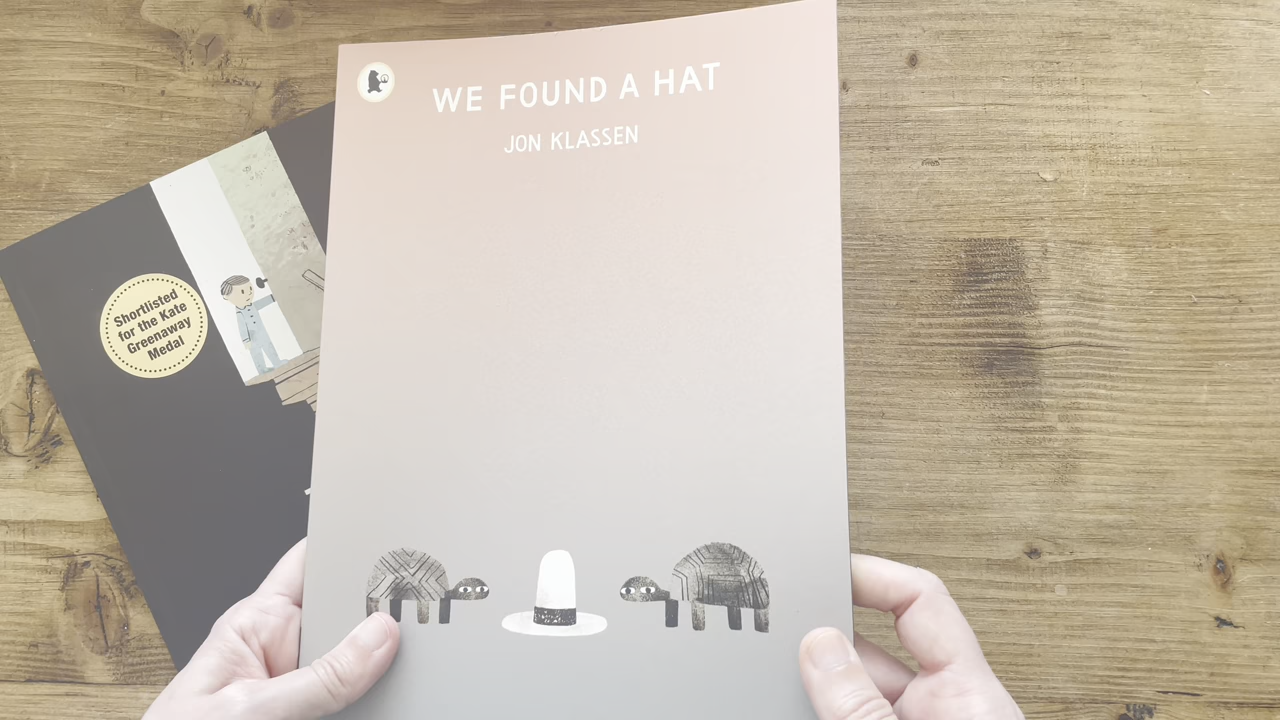 WE FOUND A HAT
JON KLASSEN
Shortlisted
for the Kate
Greenaway
Medal